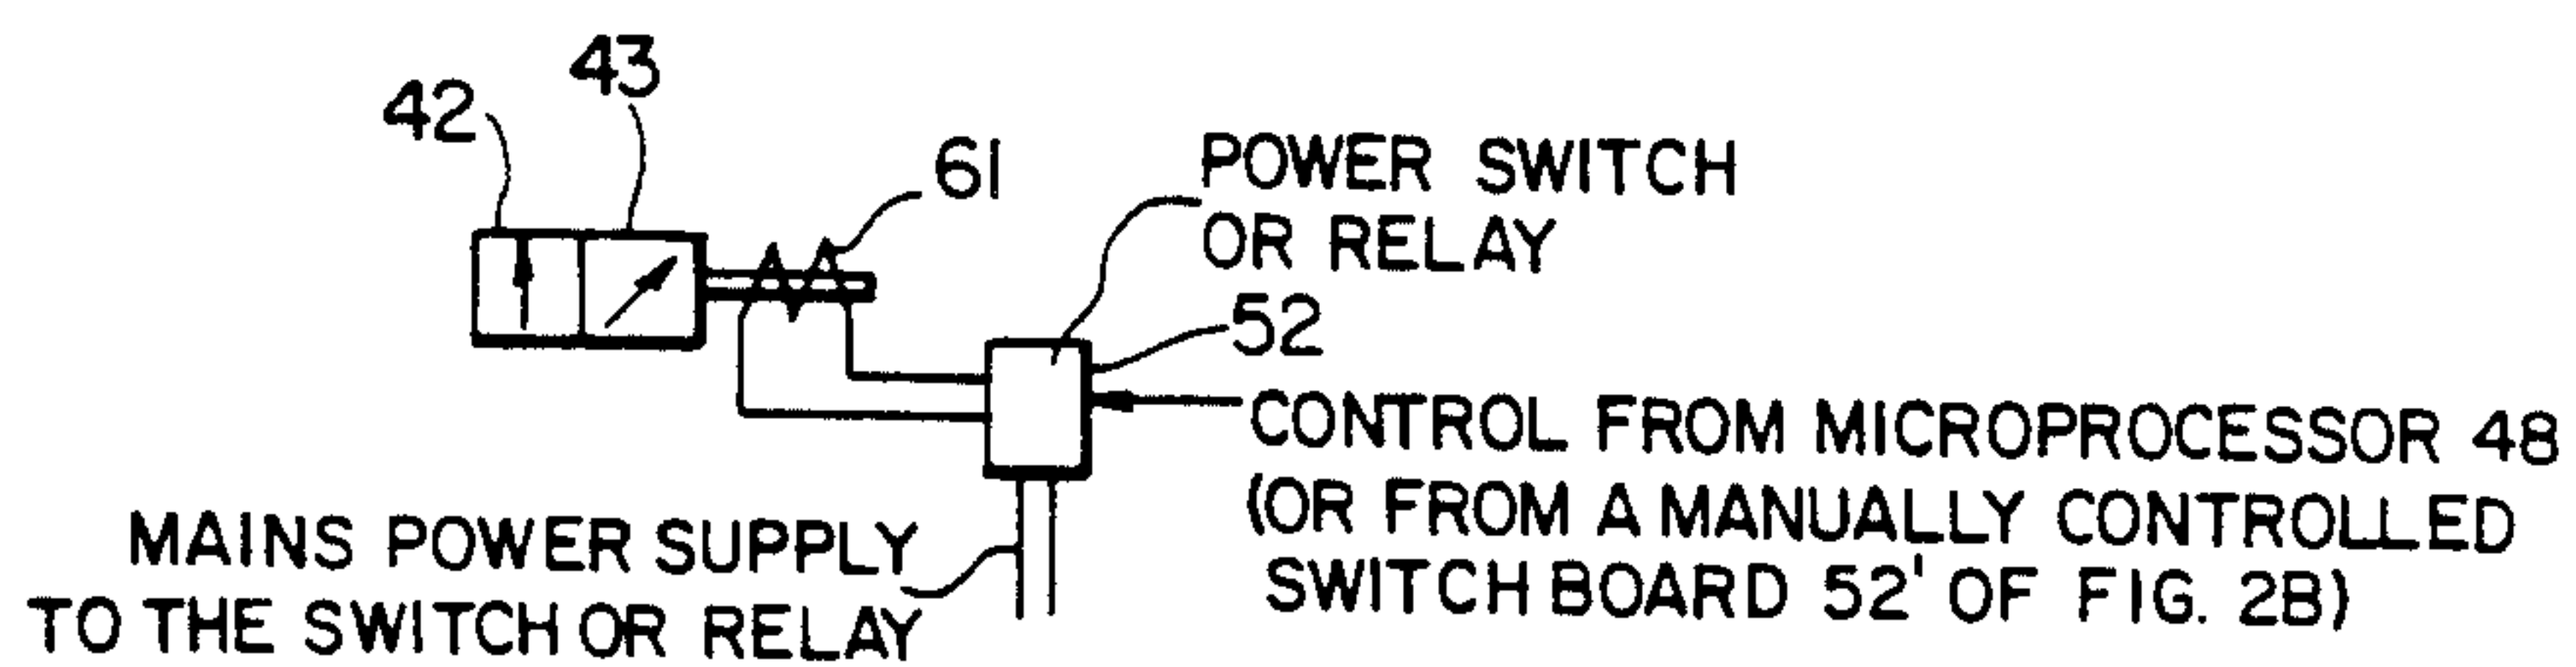 42
43
61
POWER SWITCH
OR RELAY
52
CONTROL FROM MICROPROCESSOR 48
(OR FROM A MANUALLY CONTROLLED
SWITCH BOARD 52' OF FIG. 2B)
MAINS POWER SUPPLY
TO THE SWITCH OR RELAY